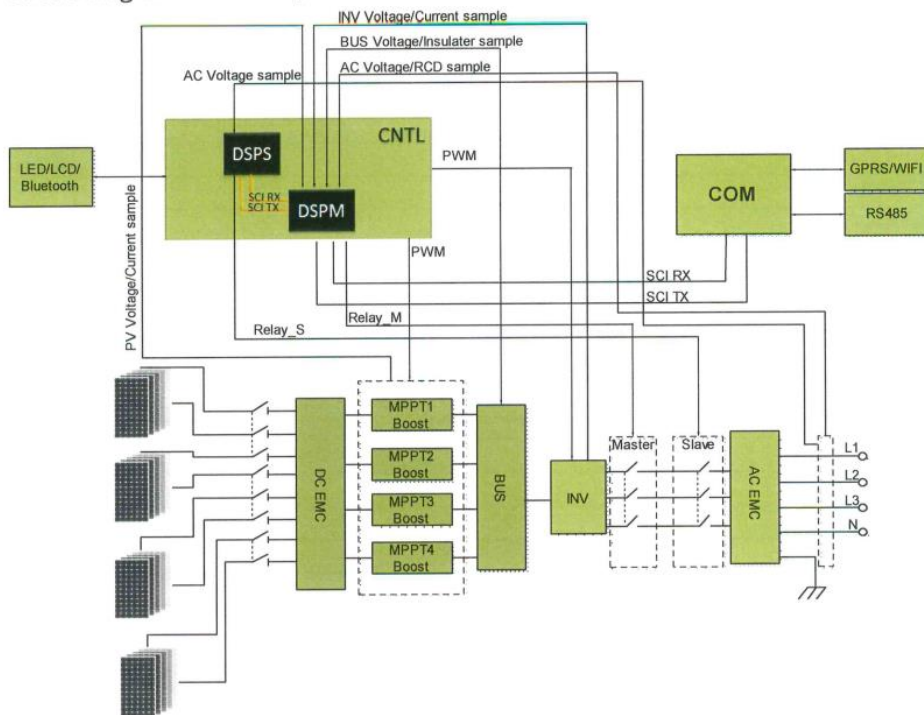 INV Voltage/Current sample
BUS Voltage/Insulater sample
AC Voltage/RCD sample
AC Voltage sample
CNTL
DSPS
PWM
LED/LCD/
Bluetooth
SCI RX
SCI TX
DSPM
COM
GPRS/WIFI
RS485
PV Voltage/Current sample
PWM
SCI RX
SCI TX
Relay_M
Relay_S
MPPT1
Boost
MPPT2
Boost
MPPT3
Boost
MPPT4
Boost
DC EMC
BUS
INV
Master
Slave
AC EMC
L1
L2
L3
N